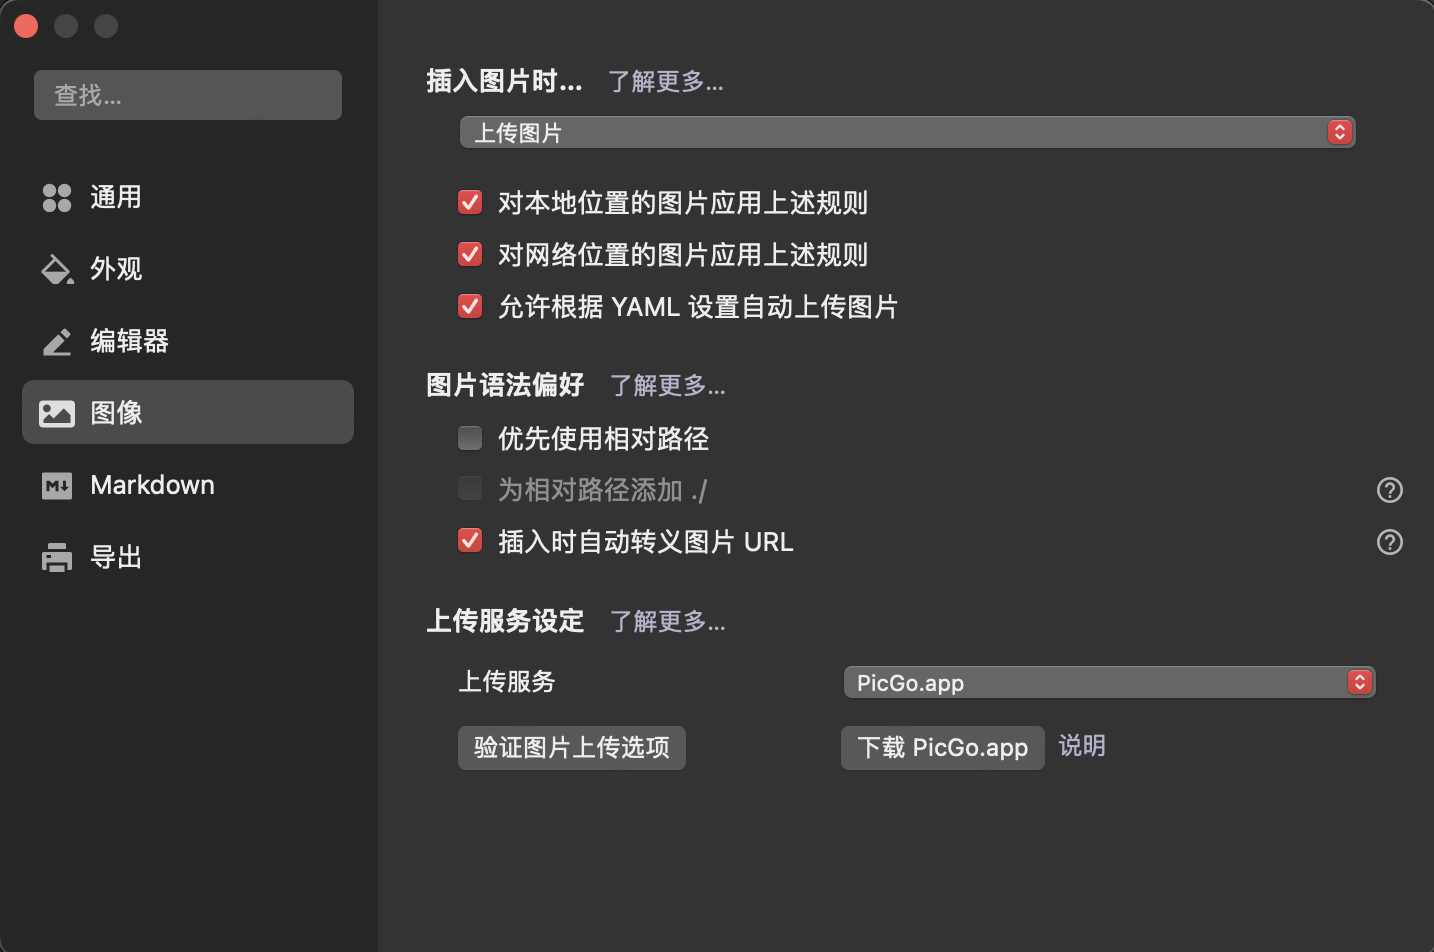 查找...
通用
外观
编辑器
图像
Markdown
导出
插入图片时... 了解更多...
上传图片
对本地位置的图片应用上述规则
对网络位置的图片应用上述规则
允许根据 YAML 设置自动上传图片
图片语法偏好 了解更多...
优先使用相对路径
为相对路径添加 ./
插入时自动转义图片 URL
上传服务设定 了解更多...
上传服务 PicGo.app
验证图片上传选项 下载 PicGo.app 说明